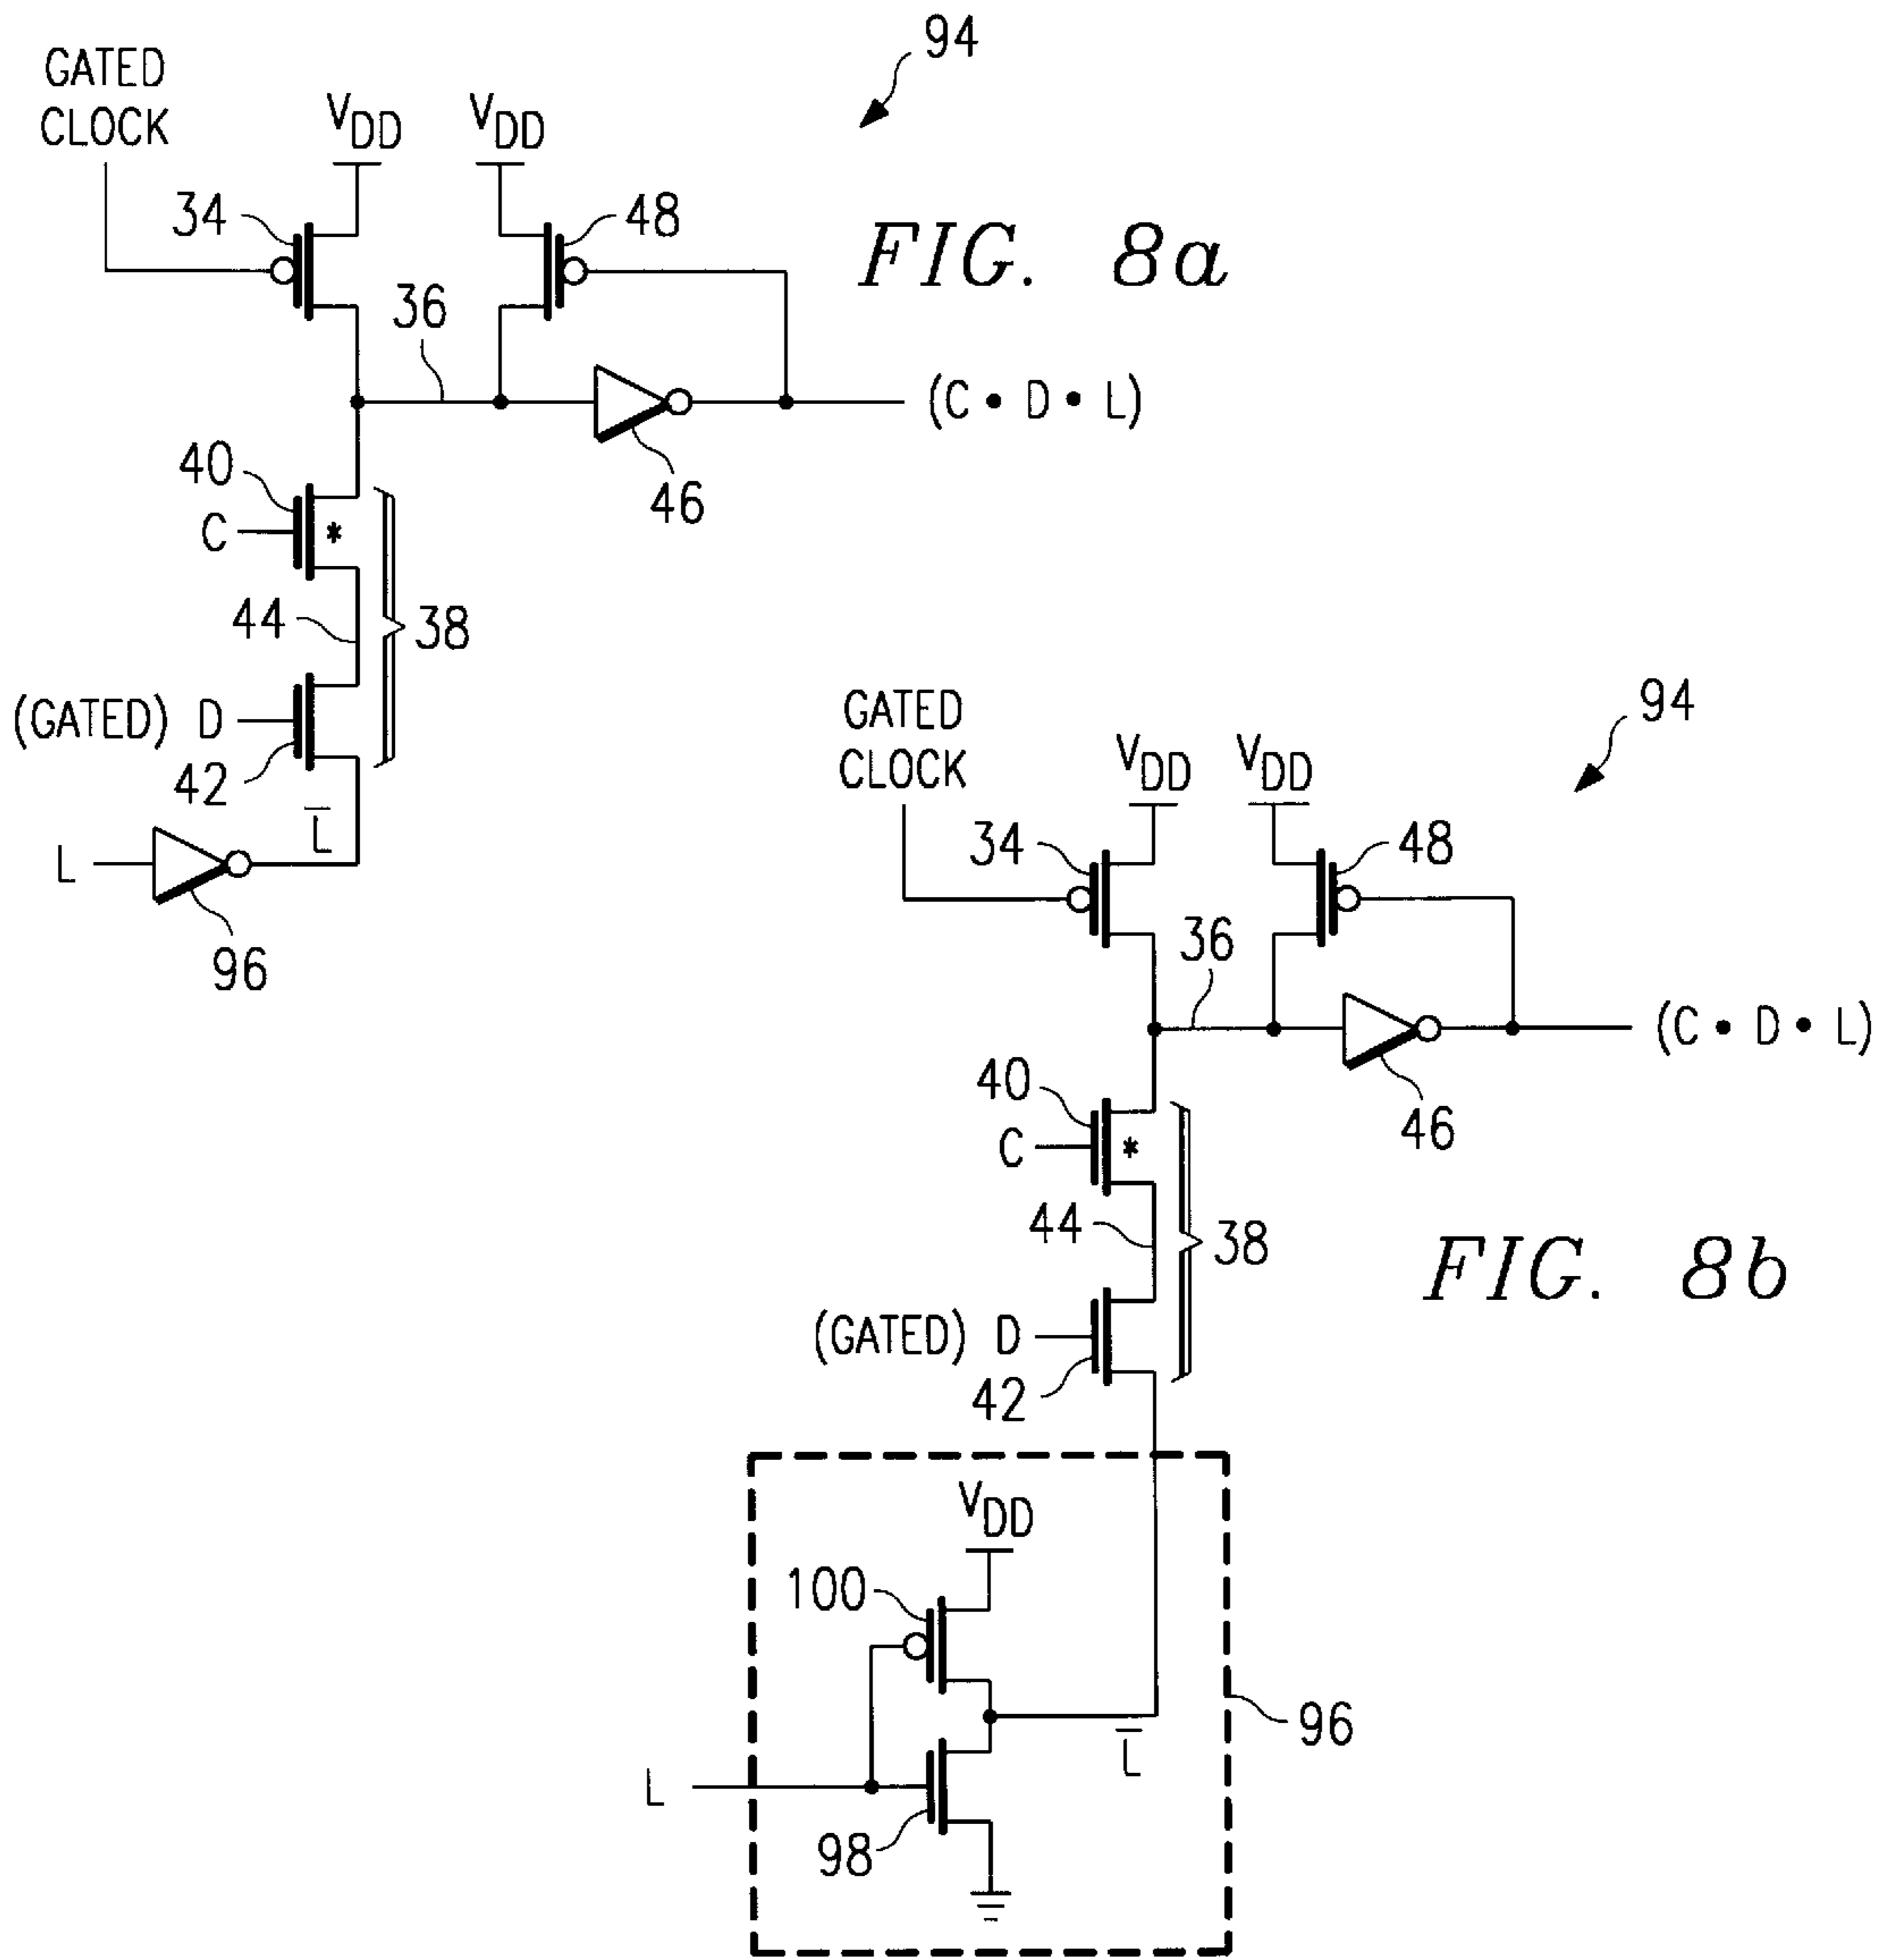 94
GATED
CLOCK
VDD
VDD
34
48
FIG. 8a
36
(C • D • L)
40
46
C
*
44
38
(GATED) D
42
L̅
L
96
94
GATED
CLOCK
VDD
VDD
34
48
36
(C • D • L)
40
46
C
*
44
38
FIG. 8b
(GATED) D
42
VDD
100
96
L̅
L
98